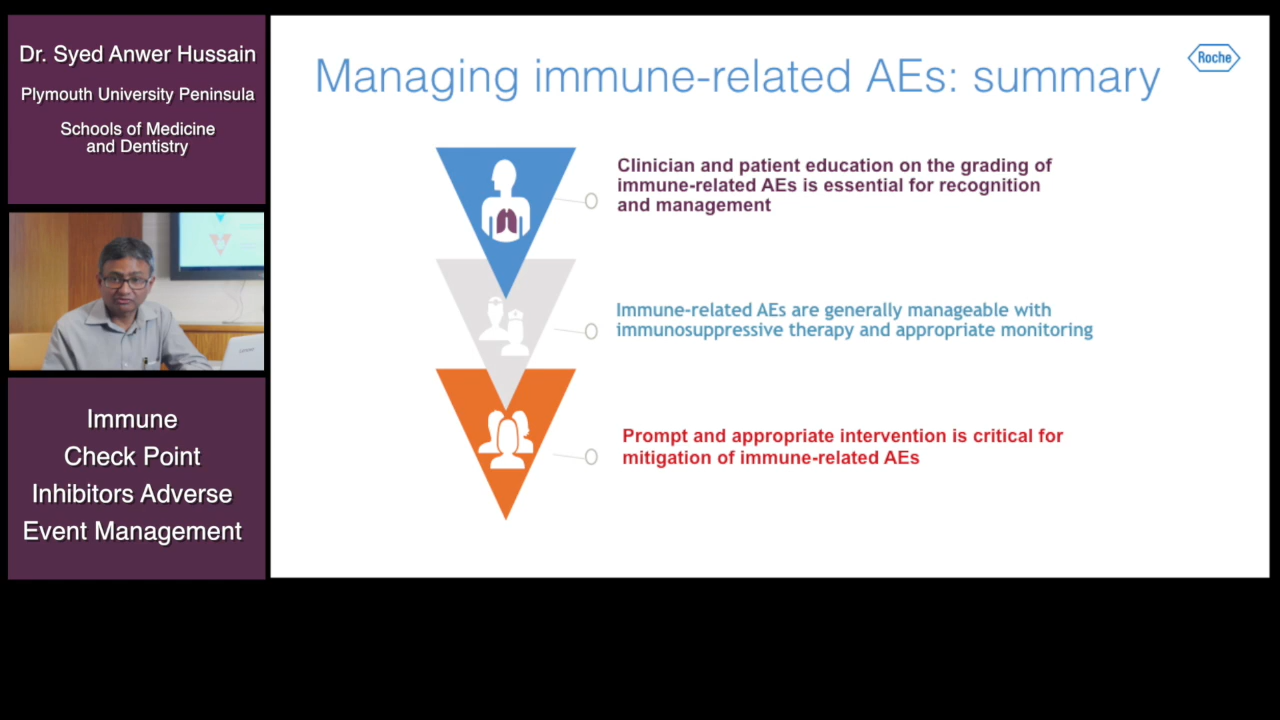 Dr. Syed Anwer Hussain
Plymouth University Peninsula
Schools of Medicine
and Dentistry
Immune
Check Point
Inhibitors Adverse
Event Management
Managing immune-related AEs: summary
Roche
Clinician and patient education on the grading of
immune-related AEs is essential for recognition
and management
Immune-related AEs are generally manageable with
immunosuppressive therapy and appropriate monitoring
Prompt and appropriate intervention is critical for
mitigation of immune-related AEs